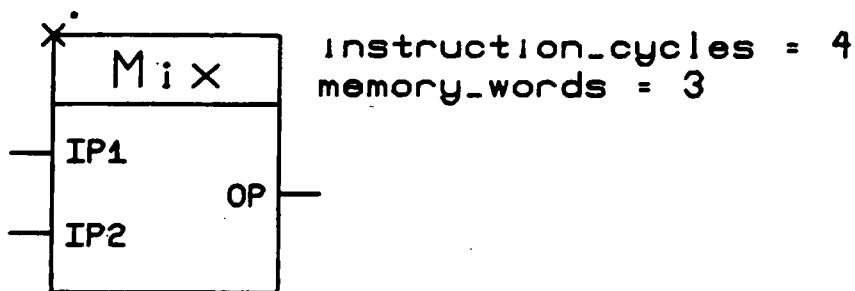 Mix
instruction_cycles = 4
memory_words = 3
IP1
OP
IP2